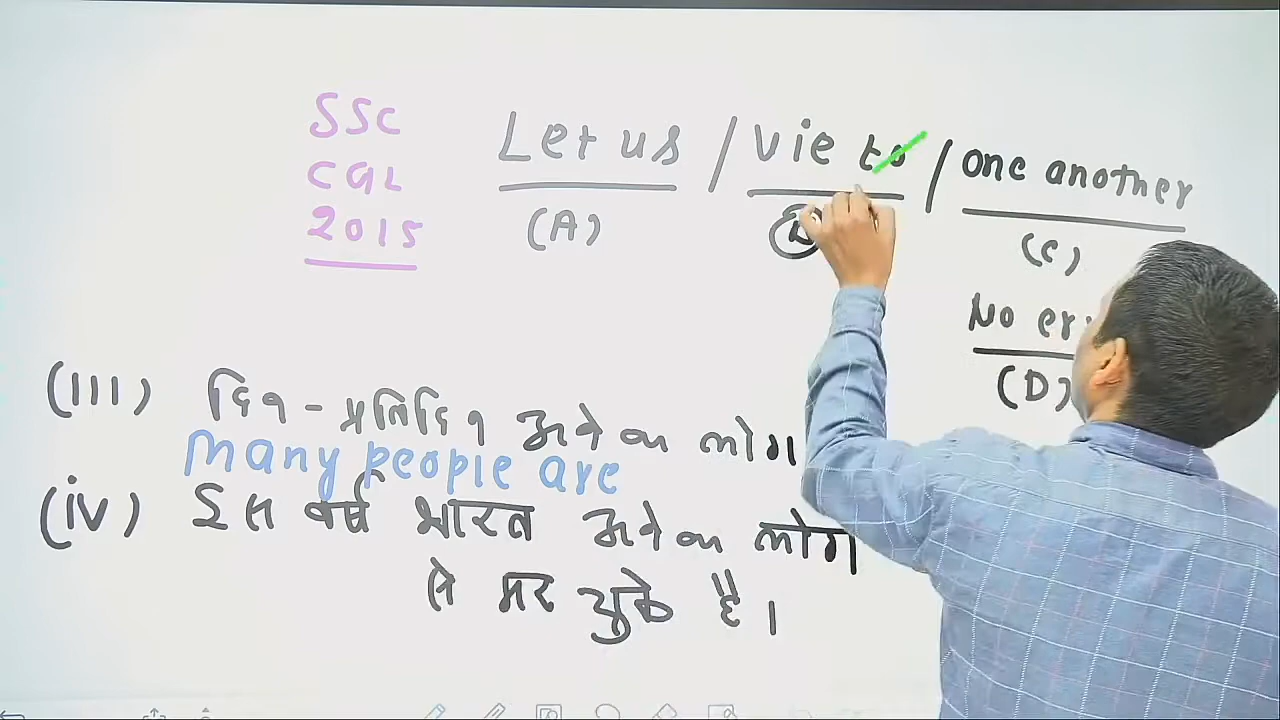 SSC
CGL
2015
Let us / Vie to / one another
(A) (B) (C)
No er
(D)
(iii) दिन-प्रतिदिन अनेक लोग
many people are
(iv) इस वर्ष भारत अनेक लोग
से मर चुके हैं।